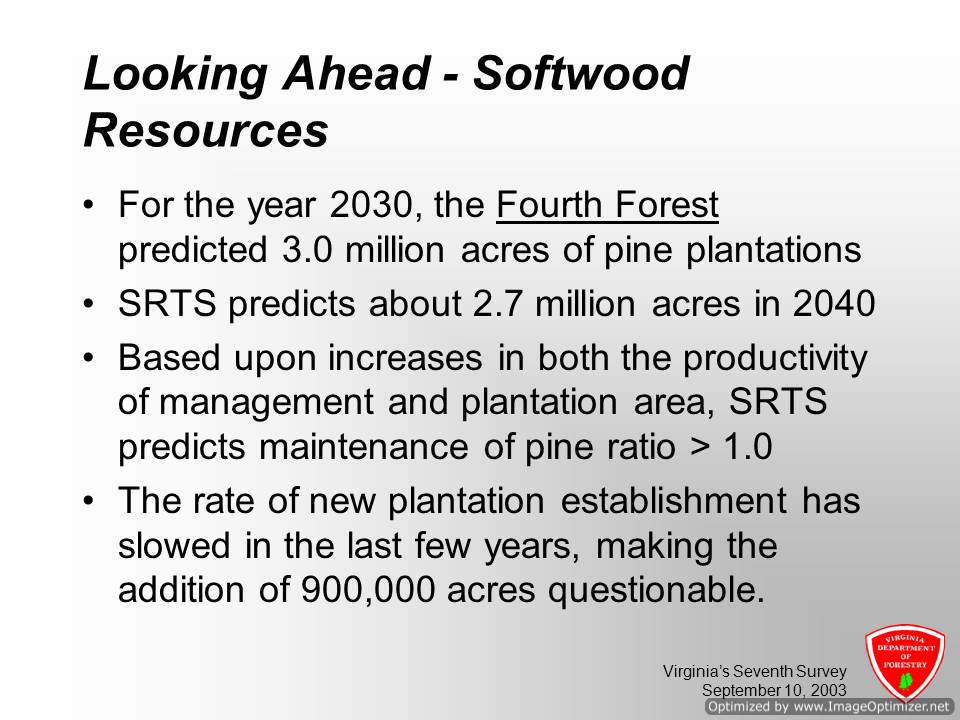 Looking Ahead - Softwood
Resources
• For the year 2030, the Fourth Forest
predicted 3.0 million acres of pine plantations
• SRTS predicts about 2.7 million acres in 2040
• Based upon increases in both the productivity
of management and plantation area, SRTS
predicts maintenance of pine ratio > 1.0
• The rate of new plantation establishment has
slowed in the last few years, making the
addition of 900,000 acres questionable.
Virginia’s Seventh Survey
September 10, 2003
VIRGINIA
DEPARTMENT
OF
FORESTRY
Optimized by www.ImageOptimizer.net